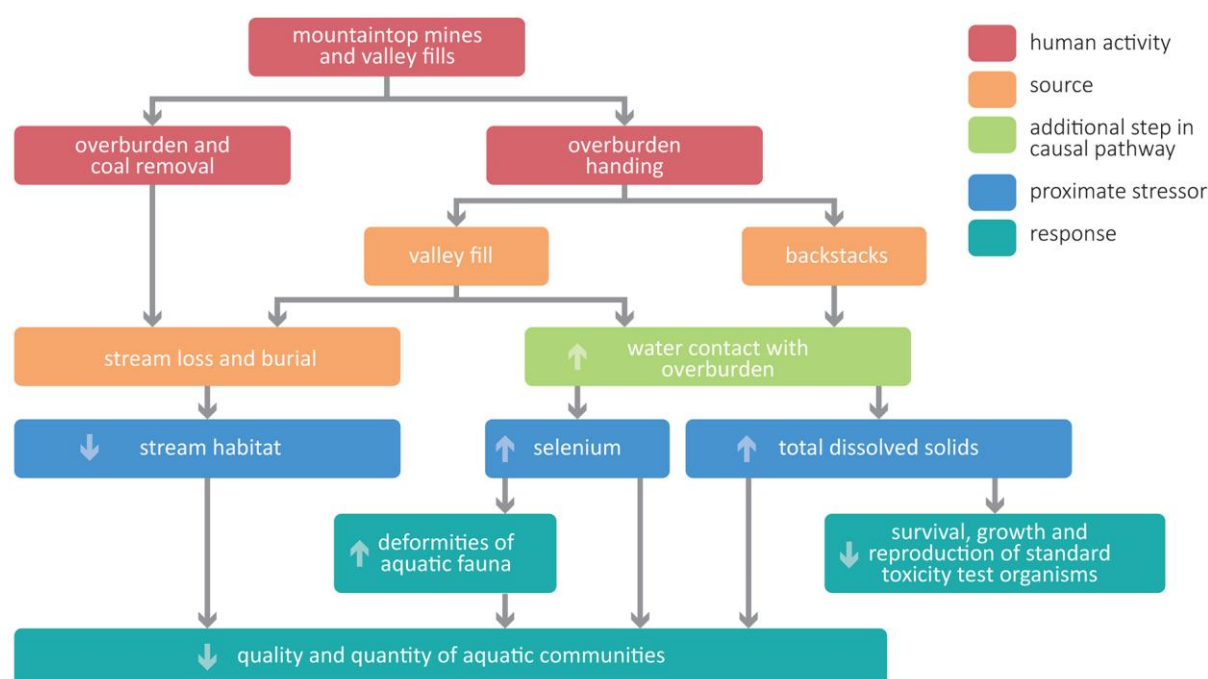 mountaintop mines
and valley fills
overburden and
coal removal
overburden
handing
valley fill
backstacks
stream loss and burial
water contact with
overburden
stream habitat
selenium
total dissolved solids
deformities of
aquatic fauna
survival, growth and
reproduction of standard
toxicity test organisms
quality and quantity of aquatic communities
human activity
source
additional step in
causal pathway
proximate stressor
response